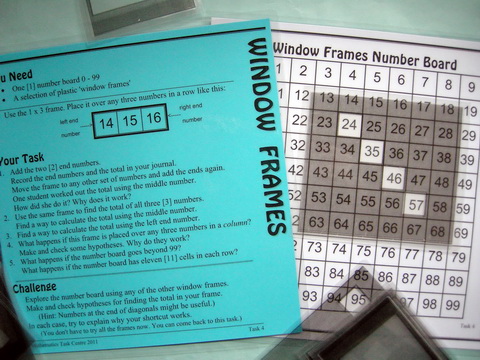 You Need
• One [1] number board 0 - 99
• A selection of plastic 'window frames'
Use the 1 x 3 frame. Place it over any three numbers in a row like this:
left end number
14 15 16
right end number
Your Task
1. Add the two [2] end numbers.
Record the end numbers and the total in your journal.
Move the frame to any other set of numbers and add the ends again.
One student worked out the total using the middle number.
How did she do it? Why does it work?
2. Use the same frame to find the total of all three [3] numbers.
Find a way to calculate the total using the middle number.
3. Find a way to calculate the total using the left end number.
4. What happens if this frame is placed over any three numbers in a column?
Make and check some hypotheses. Why do they work?
5. What happens if the number board goes beyond 99?
What happens if the number board has eleven [11] cells in each row?
Challenge
Explore the number board using any of the other window frames.
Make and check hypotheses for finding the total in your frame.
(Hint: Numbers at the end of diagonals might be useful.)
In each case, try to explain why your shortcut works.
(You don't have to try all the frames now. You can come back to this task.)
Mathematics Task Centre 2011
Task 4
WINDOW FRAMES
Window Frames Number Board
1 2 3 4 5 6 7 8 9
12 13 14 15 16 17 18 19
22 23 24 25 26 27 28 29
32 33 34 35 36 37 38 39
42 43 44 45 46 47 48 49
52 53 54 55 56 57 58 59
62 63 64 65 66 67 68 69
73 74 75 76 77 78 79
83 84 85 86 87 88 89
93 94 95 96 97 98 99
Task 4